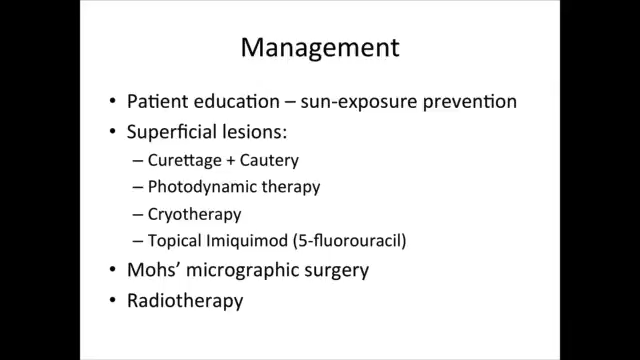 Management
• Patient education – sun-exposure prevention
• Superficial lesions:
– Curettage + Cautery
– Photodynamic therapy
– Cryotherapy
– Topical Imiquimod (5-fluorouracil)
• Mohs’ micrographic surgery
• Radiotherapy